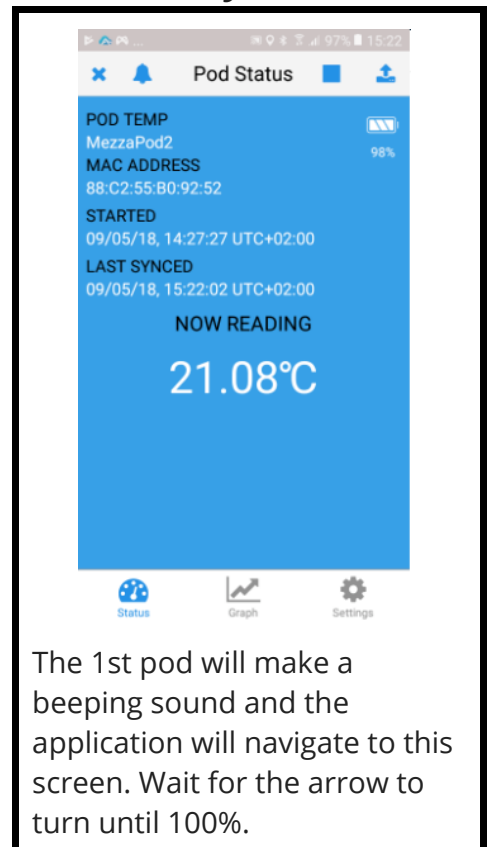 97% 15:22
Pod Status
POD TEMP
MezzaPod2
98%
MAC ADDRESS
88:C2:55:B0:92:52
STARTED
09/05/18, 14:27:27 UTC+02:00
LAST SYNCED
09/05/18, 15:22:02 UTC+02:00
NOW READING
21.08°C
Status Graph Settings
The 1st pod will make a
beeping sound and the
application will navigate to this
screen. Wait for the arrow to
turn until 100%.